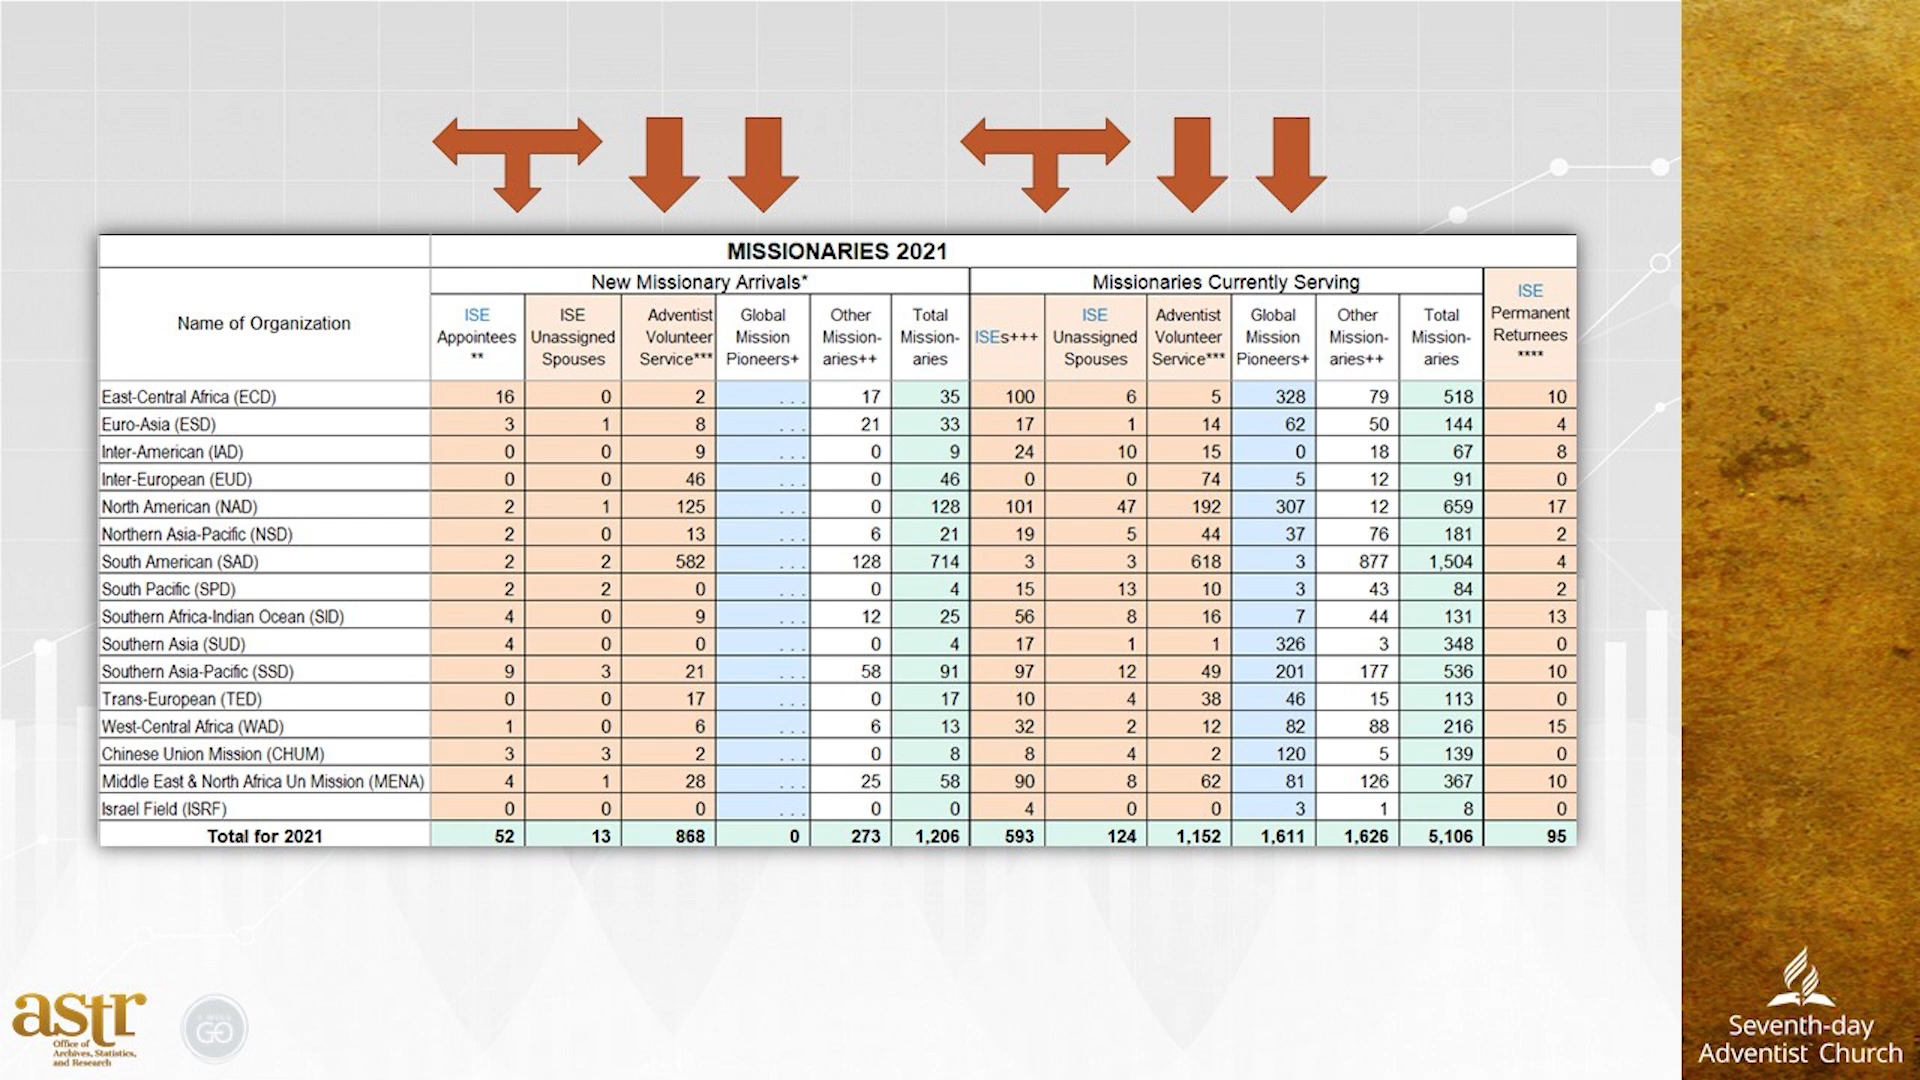 MISSIONARIES 2021
Name of Organization
New Missionary Arrivals*
Missionaries Currently Serving
ISE Appointees **
ISE Unassigned Spouses
Adventist Volunteer Service***
Global Mission Pioneers+
Other Mission-aries++
Total Mission-aries
ISEs+++
ISE Unassigned Spouses
Adventist Volunteer Service***
Global Mission Pioneers+
Other Mission-aries++
Total Mission-aries
ISE Permanent Returnees ****
East-Central Africa (ECD) 16 0 2 ... 17 35 100 6 5 328 79 518 10
Euro-Asia (ESD) 3 1 8 ... 21 33 17 1 14 62 50 144 4
Inter-American (IAD) 0 0 9 ... 0 9 24 10 15 0 18 67 8
Inter-European (EUD) 0 0 46 ... 0 46 0 0 74 5 12 91 0
North American (NAD) 2 1 125 ... 0 128 101 47 192 307 12 659 17
Northern Asia-Pacific (NSD) 2 0 13 ... 6 21 19 5 44 37 76 181 2
South American (SAD) 2 2 582 ... 128 714 3 3 618 3 877 1,504 4
South Pacific (SPD) 2 2 0 ... 0 4 15 13 10 3 43 84 2
Southern Africa-Indian Ocean (SID) 4 0 9 ... 12 25 56 8 16 7 44 131 13
Southern Asia (SUD) 4 0 0 ... 0 4 17 1 1 326 3 348 0
Southern Asia-Pacific (SSD) 9 3 21 ... 58 91 97 12 49 201 177 536 10
Trans-European (TED) 0 0 17 ... 0 17 10 4 38 46 15 113 0
West-Central Africa (WAD) 1 0 6 ... 6 13 32 2 12 82 88 216 15
Chinese Union Mission (CHUM) 3 3 2 ... 0 8 8 4 2 120 5 139 0
Middle East & North Africa Un Mission (MENA) 4 1 28 ... 25 58 90 8 62 81 126 367 10
Israel Field (ISRF) 0 0 0 ... 0 0 4 0 0 3 1 8 0
Total for 2021 52 13 868 0 273 1,206 593 124 1,152 1,611 1,626 5,106 95
astr
Office of
Archives, Statistics,
and Research
GO
Seventh-day
Adventist Church